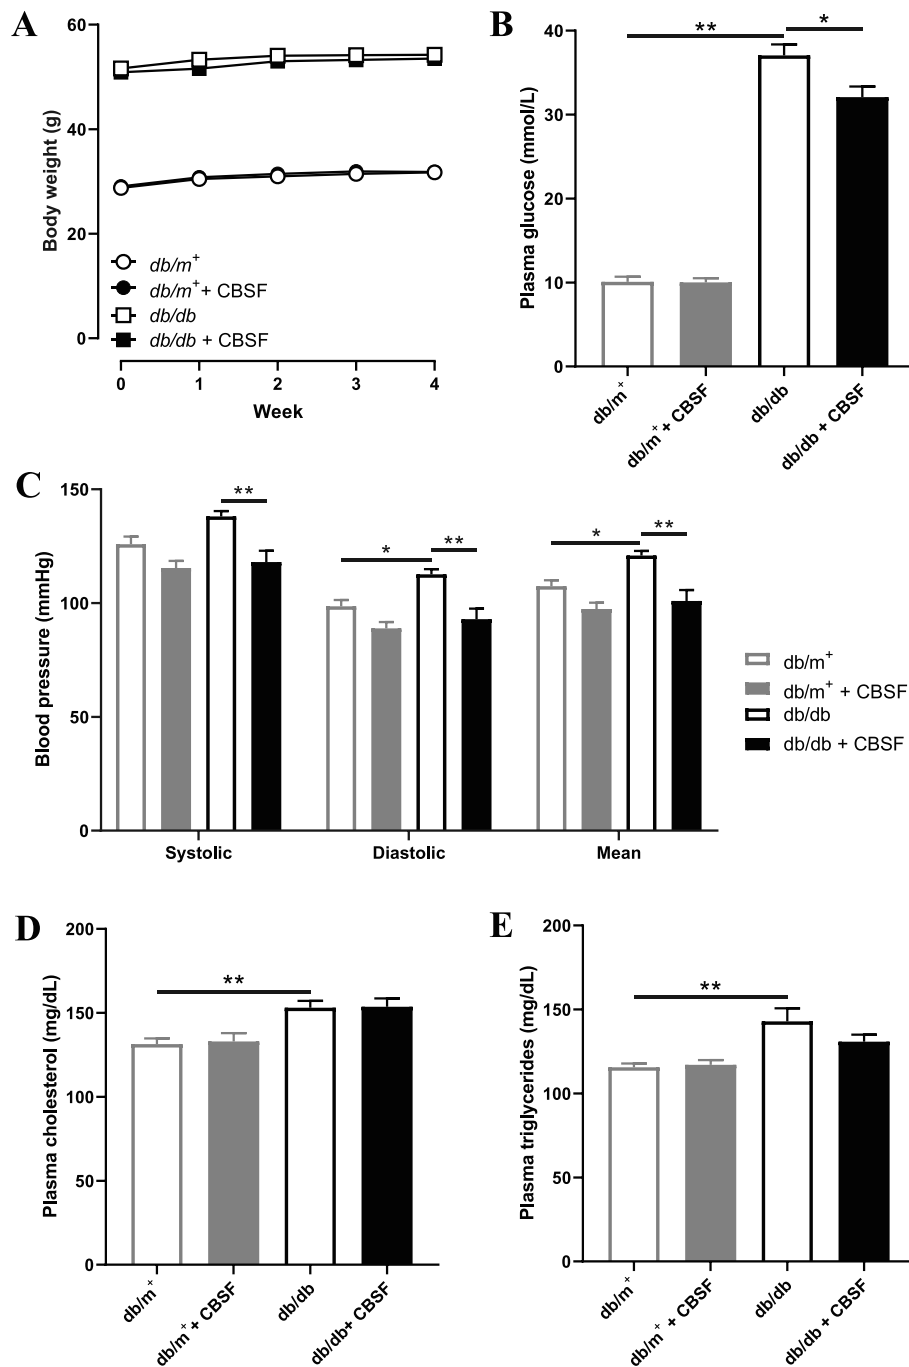 A
Body weight (g)
60
40
20
0
db/m⁺
db/m⁺+ CBSF
db/db
db/db + CBSF
0 1 2 3 4
Week
B
Plasma glucose (mmol/L)
40
30
20
10
0
** *
db/m⁺
db/m⁺ + CBSF
db/db
db/db + CBSF
C
Blood pressure (mmHg)
150
100
50
0
**
* **
* **
Systolic Diastolic Mean
db/m⁺
db/m⁺ + CBSF
db/db
db/db + CBSF
D
Plasma cholesterol (mg/dL)
200
150
100
50
0
**
db/m⁺
db/m⁺ + CBSF
db/db
db/db+ CBSF
E
Plasma triglycerides (mg/dL)
200
150
100
50
0
**
db/m⁺
db/m⁺ + CBSF
db/db
db/db + CBSF